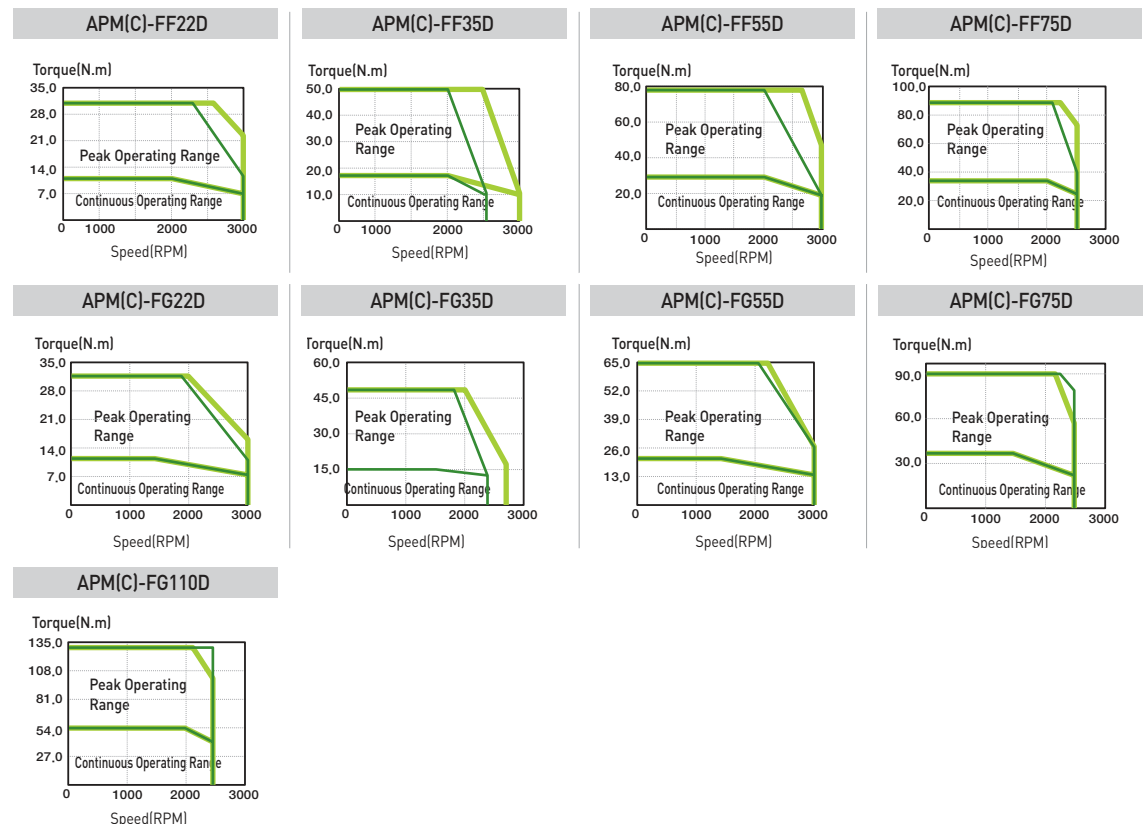 APM(C)-FF22D
Torque(N.m)
35,0
28,0
21,0
14,0
7,0
Peak Operating Range
Continuous Operating Range
0 1000 2000 3000
Speed(RPM)
APM(C)-FF35D
Torque(N.m)
50,0
40,0
30,0
20,0
10,0
Peak Operating
Range
Continuous Operating Range
0 1000 2000 3000
Speed(RPM)
APM(C)-FF55D
Torque(N.m)
80,0
60,0
40,0
20,0
Peak Operating
Range
Continuous Operating Range
0 1000 2000 3000
Speed(RPM)
APM(C)-FF75D
Torque(N.m)
100,0
80,0
60,0
40,0
20,0
Peak Operating
Range
Continuous Operating Range
0 1000 2000 3000
Speed(RPM)
APM(C)-FG22D
Torque(N.m)
35,0
28,0
21,0
14,0
7,0
Peak Operating
Range
Continuous Operating Range
0 1000 2000 3000
Speed(RPM)
APM(C)-FG35D
Torque(N.m)
60,0
45,0
30,0
15,0
Peak Operating
Range
Continuous Operating Range
0 1000 2000 3000
Speed(RPM)
APM(C)-FG55D
Torque(N.m)
65,0
52,0
39,0
26,0
13,0
Peak Operating
Range
Continuous Operating Range
0 1000 2000 3000
Speed(RPM)
APM(C)-FG75D
Torque(N.m)
90,0
60,0
30,0
Peak Operating
Range
Continuous Operating Range
0 1000 2000 3000
Speed(RPM)
APM(C)-FG110D
Torque(N.m)
135,0
108,0
81,0
54,0
27,0
Peak Operating
Range
Continuous Operating Range
0 1000 2000 3000
Speed(RPM)